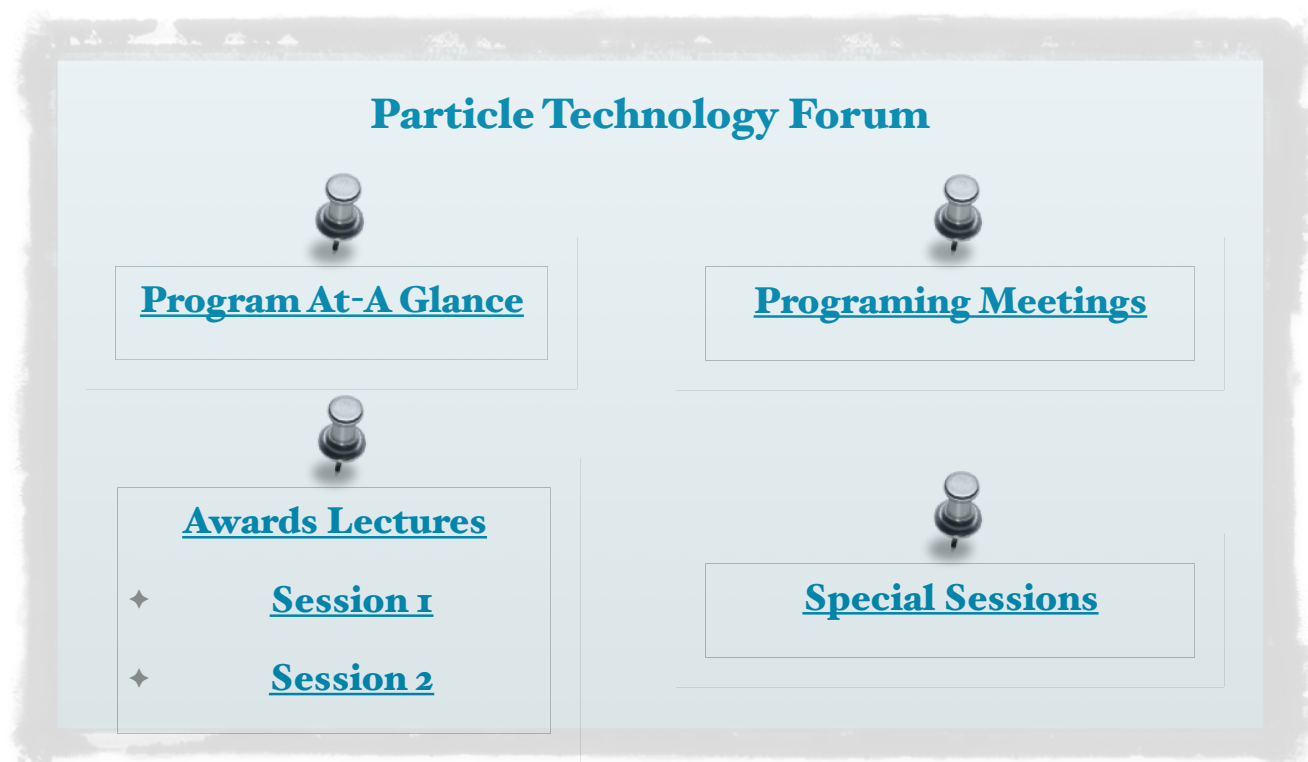 Particle Technology Forum
Program At-A Glance
Programing Meetings
Awards Lectures
Session 1
Session 2
Special Sessions